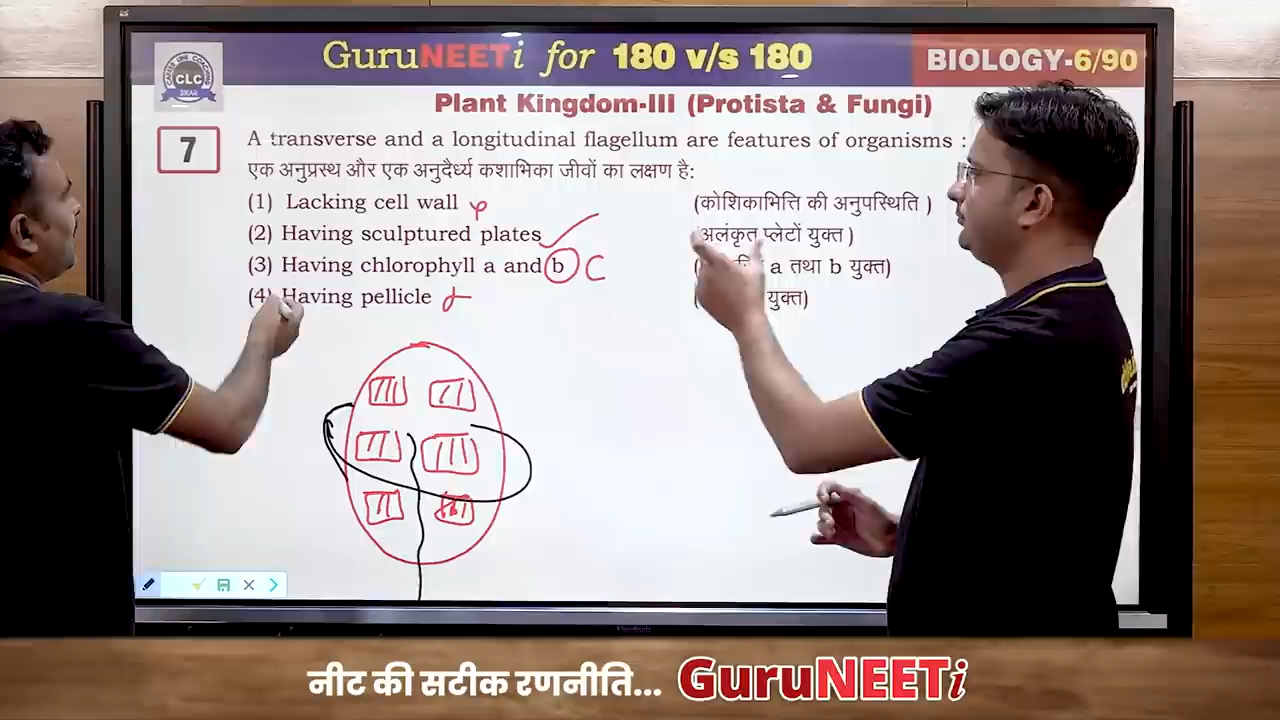 GuruNEETi for 180 v/s 180
BIOLOGY-6/90
CLC
SIKAR
Plant Kingdom-III (Protista & Fungi)
7
A transverse and a longitudinal flagellum are features of organisms :
एक अनुप्रस्थ और एक अनुदैर्ध्य कशाभिका जीवों का लक्षण है:
(1) Lacking cell wall (कोशिकाभित्ति की अनुपस्थिति )
(2) Having sculptured plates अलंकृत प्लेटों युक्त )
(3) Having chlorophyll a and b C a तथा b युक्त)
(4) Having pellicle युक्त)
नीट की सटीक रणनीति... GuruNEETi